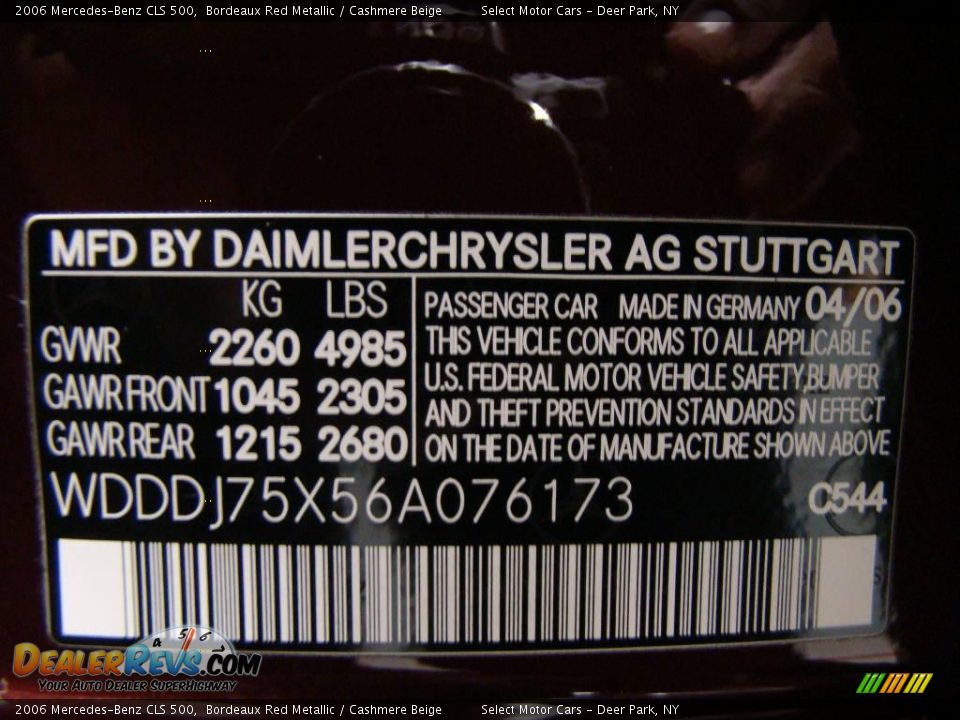 2006 Mercedes-Benz CLS 500,  Bordeaux Red Metallic / Cashmere Beige  Select Motor Cars - Deer Park, NY
MFD BY DAIMLERCHRYSLER AG STUTTGART
KG LBS
GVWR 2260 4985
GAWR FRONT 1045 2305
GAWR REAR 1215 2680
PASSENGER CAR MADE IN GERMANY 04/06
THIS VEHICLE CONFORMS TO ALL APPLICABLE
U.S. FEDERAL MOTOR VEHICLE SAFETY,BUMPER
AND THEFT PREVENTION STANDARDS IN EFFECT
ON THE DATE OF MANUFACTURE SHOWN ABOVE
WDDDJ75X56A076173 C544
4 5 6
DEALERREVS.COM
YOUR AUTO DEALER SUPERHIGHWAY
2006 Mercedes-Benz CLS 500,  Bordeaux Red Metallic / Cashmere Beige  Select Motor Cars - Deer Park, NY